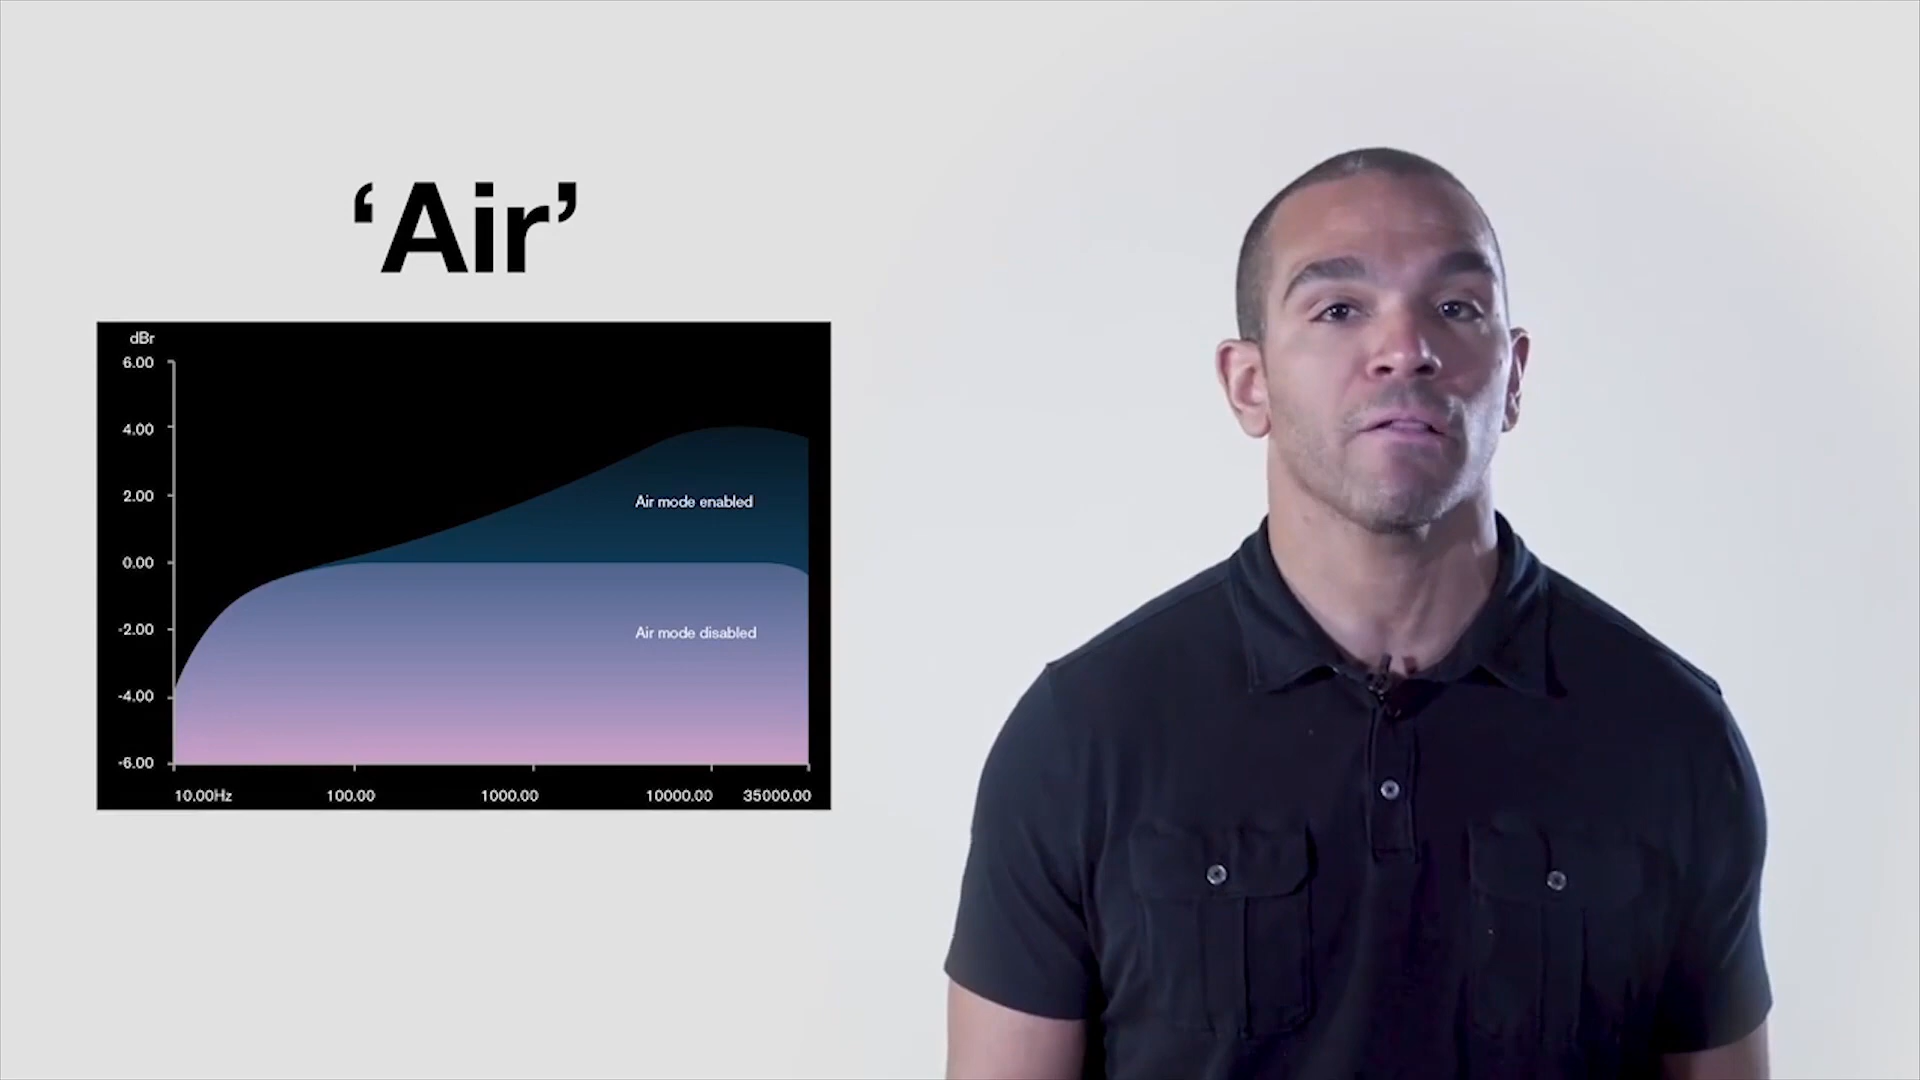 ‘Air’
dBr
6.00
4.00
2.00
0.00
-2.00
-4.00
-6.00
Air mode enabled
Air mode disabled
10.00Hz 100.00 1000.00 10000.00 35000.00